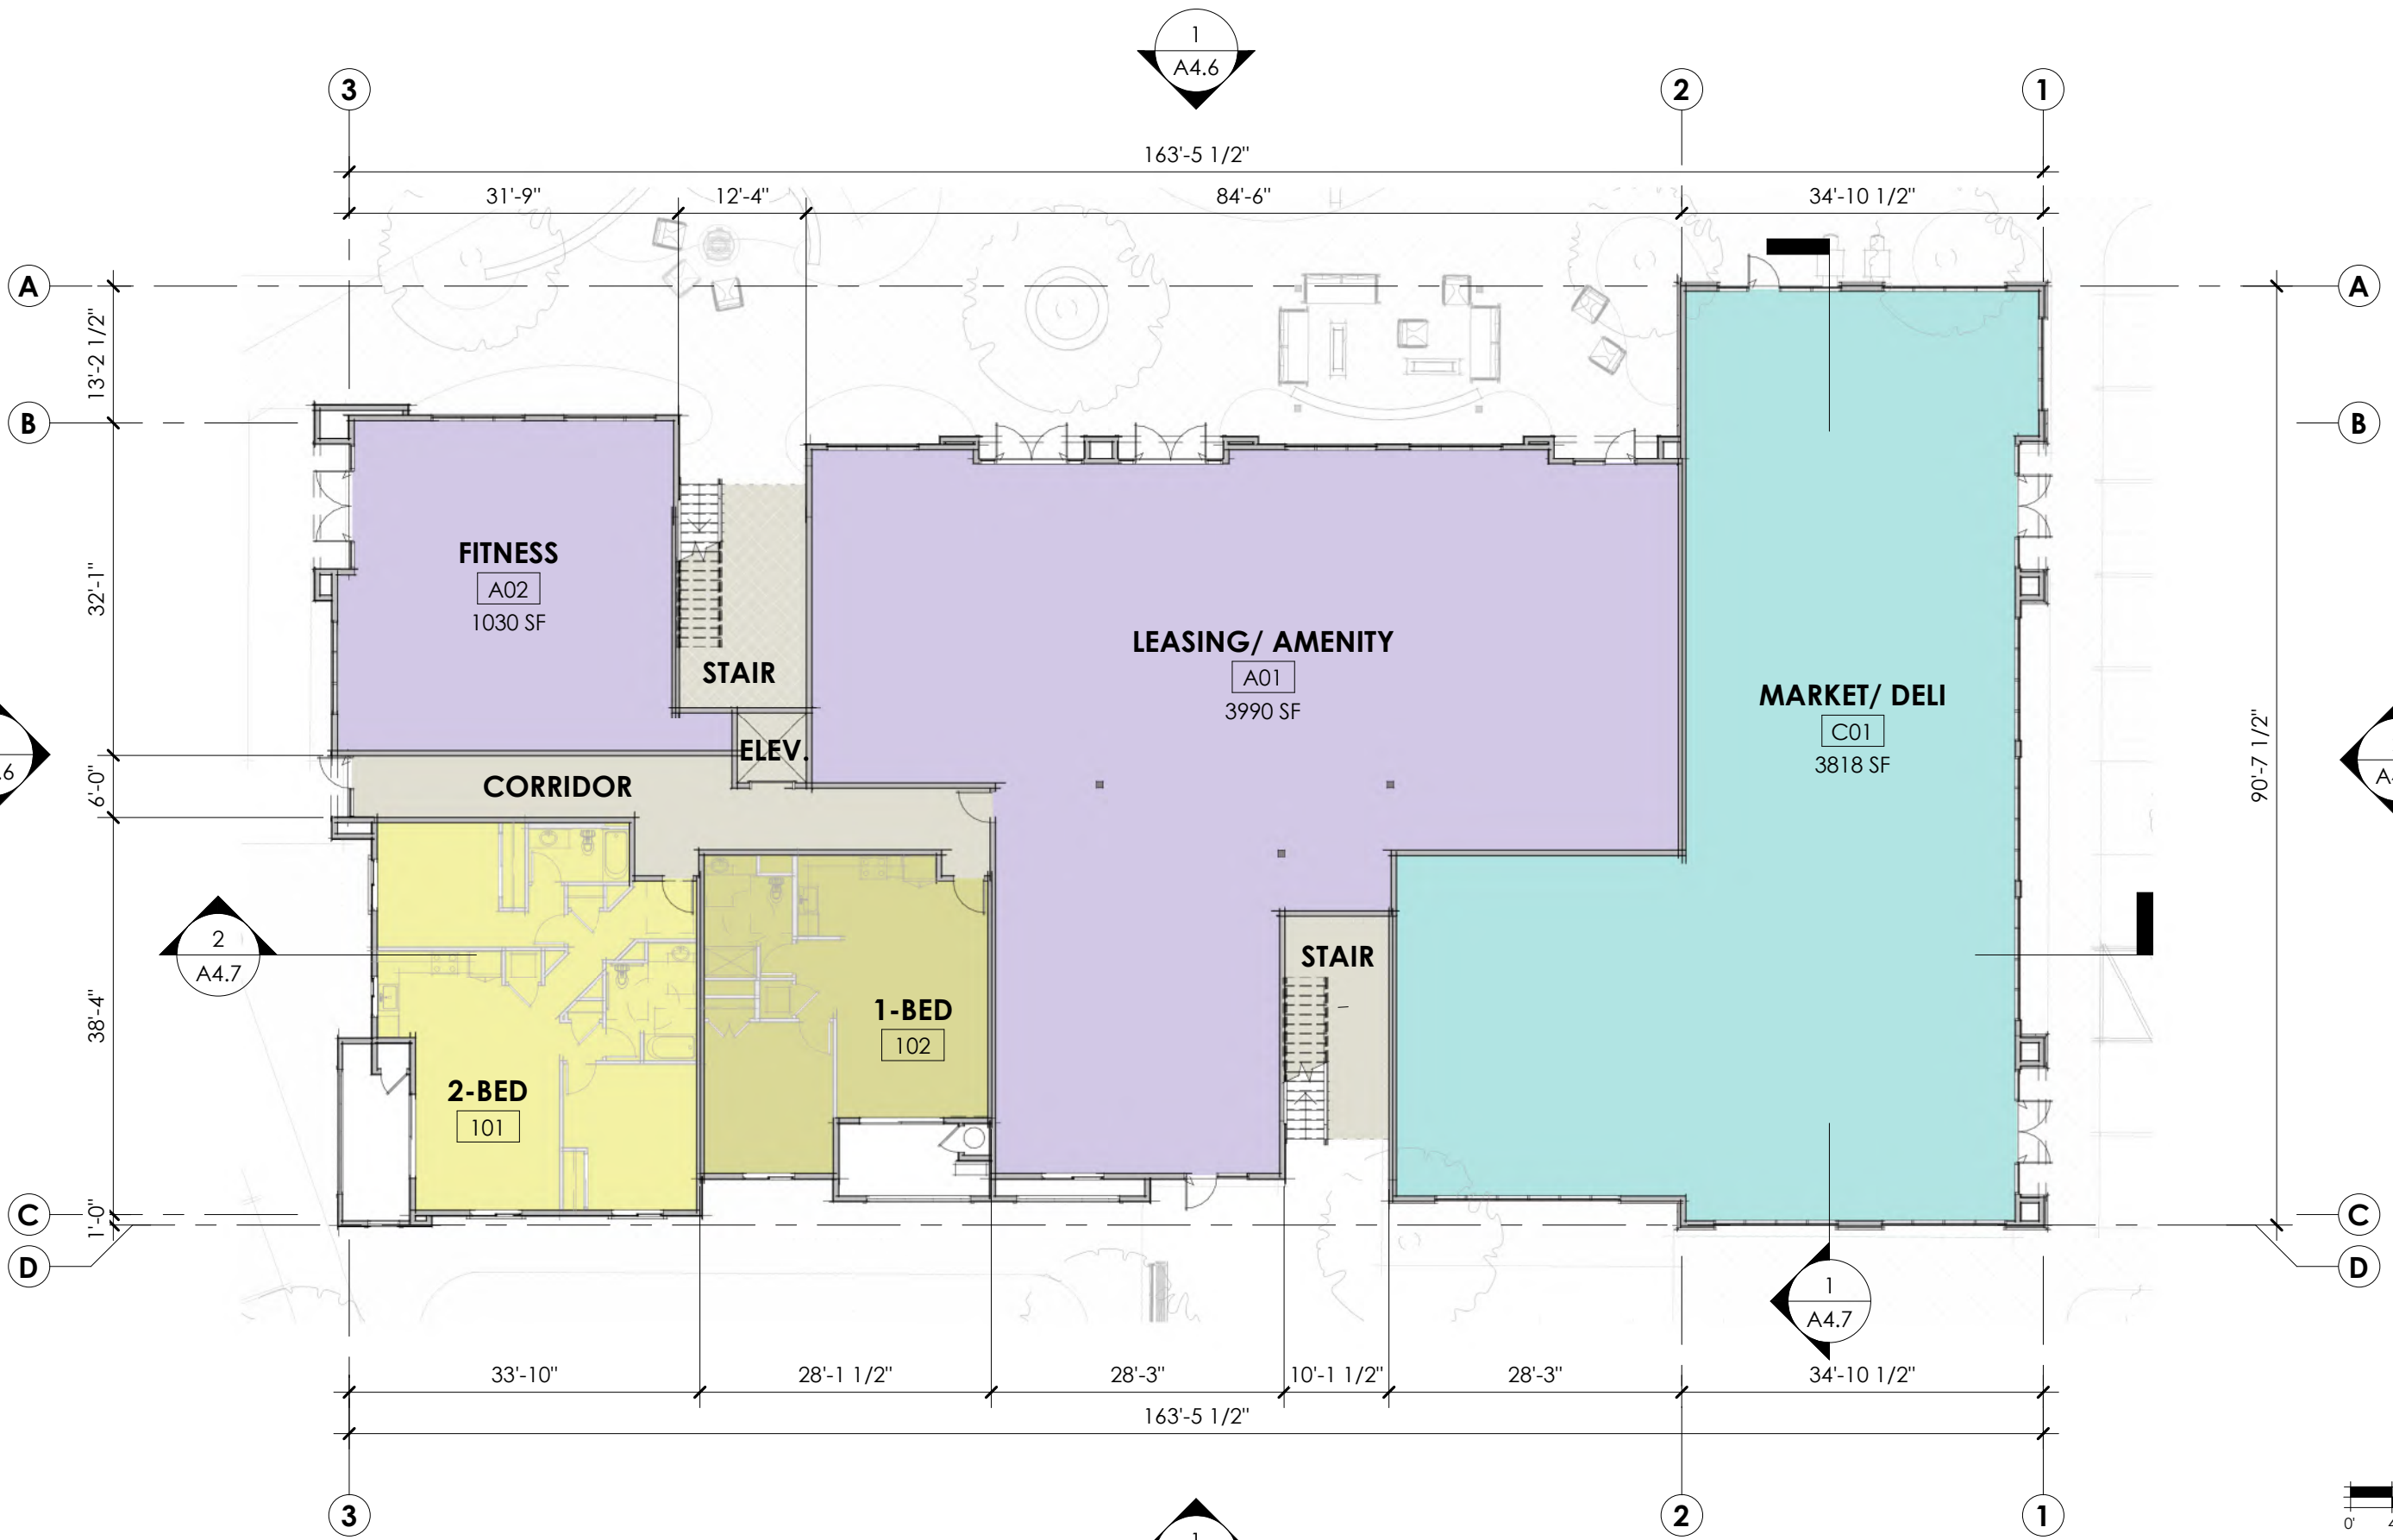 1
A4.6
3
2
1
163'-5 1/2"
31'-9"
12'-4"
84'-6"
34'-10 1/2"
A
A
13'-2 1/2"
B
B
32'-1"
FITNESS
A02
1030 SF
STAIR
LEASING/ AMENITY
A01
3990 SF
MARKET/ DELI
C01
3818 SF
90'-7 1/2"
ELEV.
CORRIDOR
6'-0"
2
A4.7
STAIR
38'-4"
1-BED
102
2-BED
101
1'-0"
C
C
D
D
1
A4.7
33'-10"
28'-1 1/2"
28'-3"
10'-1 1/2"
28'-3"
34'-10 1/2"
163'-5 1/2"
3
2
1
1
0'